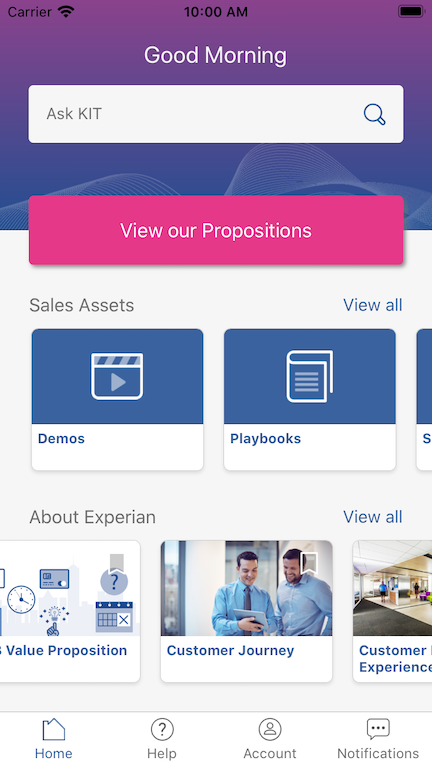 Carrier 10:00 AM
Good Morning
Ask KIT
View our Propositions
Sales Assets View all
Demos Playbooks S
About Experian View all
Value Proposition Customer Journey Customer
Experience
Home Help Account Notifications